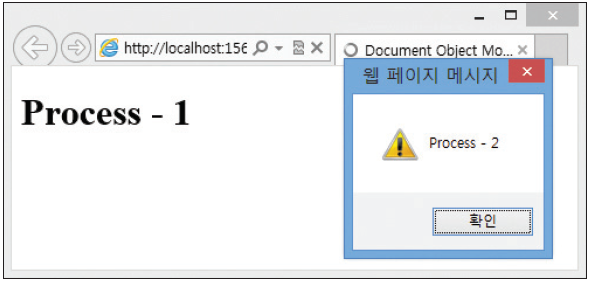 http://localhost:156
Document Object Mo...
웹 페이지 메시지
Process - 1
Process - 2
확인